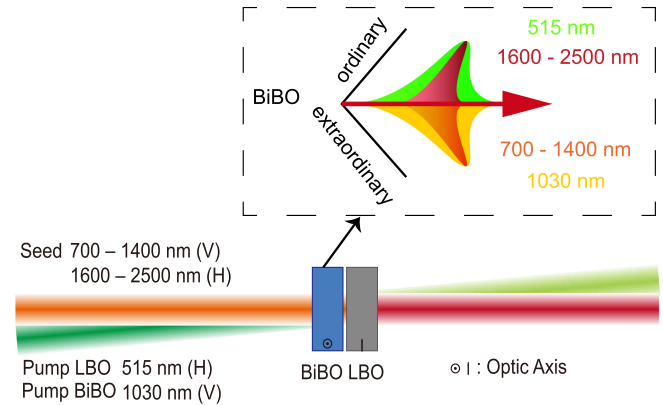 515 nm
ordinary
1600 - 2500 nm
BiBO
extraordinary
700 - 1400 nm
1030 nm
Seed 700 – 1400 nm (V)
1600 – 2500 nm (H)
Pump LBO 515 nm (H)
Pump BiBO 1030 nm (V)
BiBO LBO
⊙ I : Optic Axis